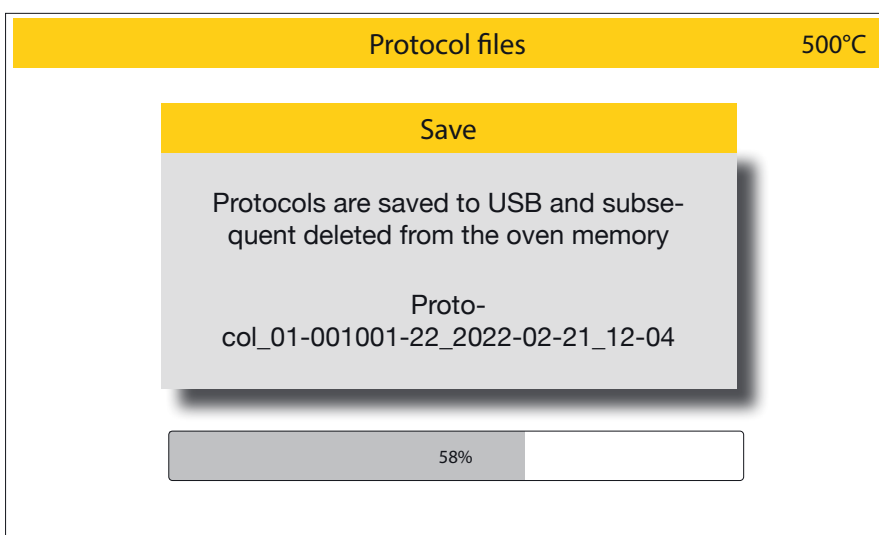 Protocol files 500°C
Save
Protocols are saved to USB and subse-
quent deleted from the oven memory
Proto-
col_01-001001-22_2022-02-21_12-04
58%